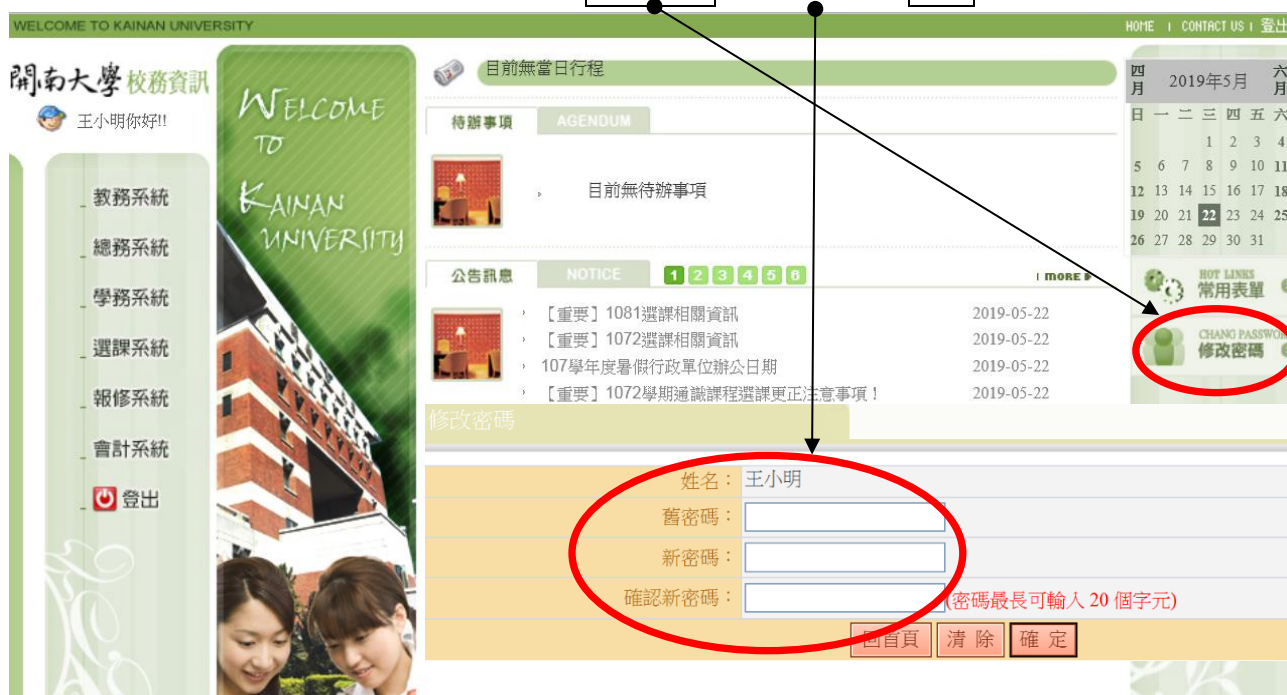 WELCOME TO KAINAN UNIVERSITY
HOME | CONTACT US | 登出
開南大學校務資訊
王小明你好!!
教務系統
總務系統
學務系統
選課系統
報修系統
會計系統
登出
WELCOME
TO
KAINAN
UNIVERSITY
目前無當日行程
待辦事項 AGENDUM
目前無待辦事項
公告訊息 NOTICE 1 2 3 4 5 6 | MORE
【重要】1081選課相關資訊 2019-05-22
【重要】1072選課相關資訊 2019-05-22
107學年度暑假行政單位辦公日期 2019-05-22
【重要】1072學期通識課程選課更正注意事項! 2019-05-22
四月 2019年5月 六月
日 一 二 三 四 五 六
1 2 3 4
5 6 7 8 9 10 11
12 13 14 15 16 17 18
19 20 21 22 23 24 25
26 27 28 29 30 31
HOT LINKS
常用表單
CHANG PASSWOR
修改密碼
修改密碼
姓名: 王小明
舊密碼:
新密碼:
確認新密碼: (密碼最長可輸入 20 個字元)
回首頁 清 除 確 定